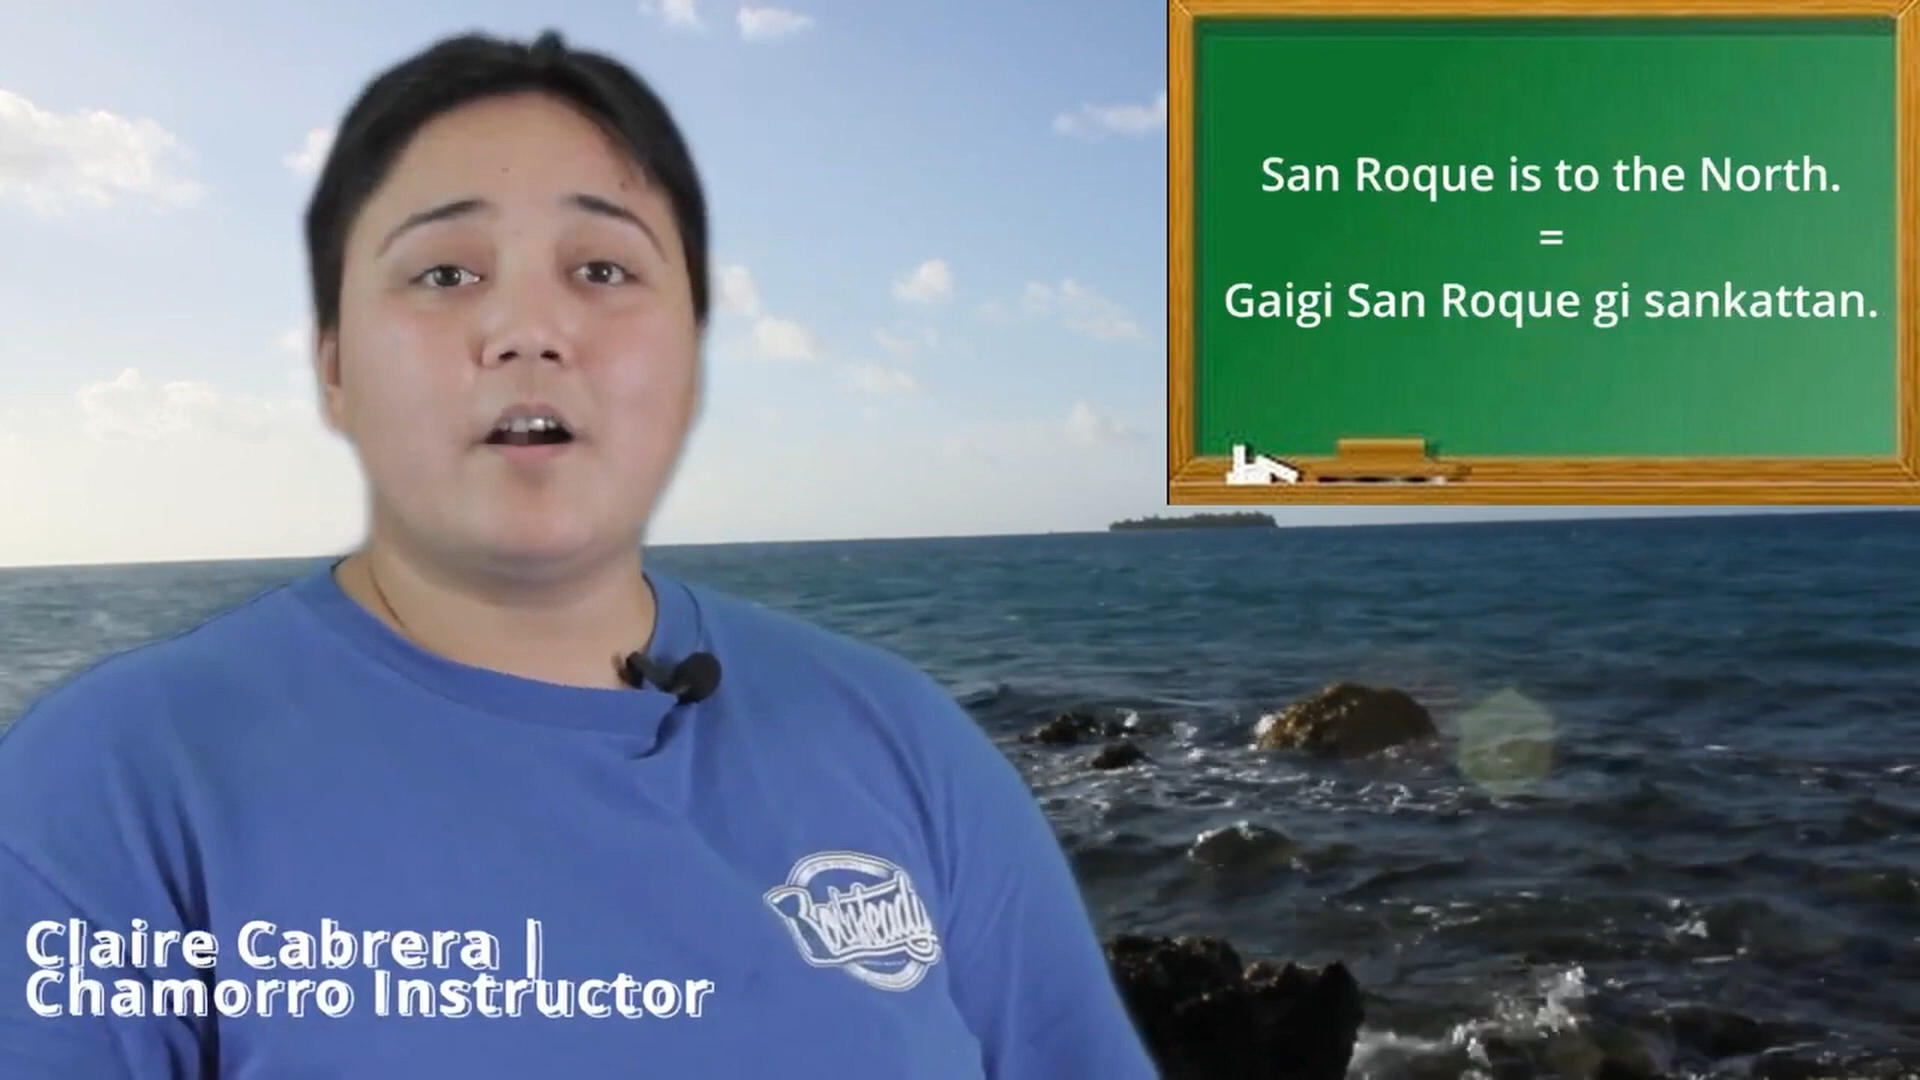 San Roque is to the North.
=
Gaigi San Roque gi sankattan.
Claire Cabrera |
Chamorro Instructor